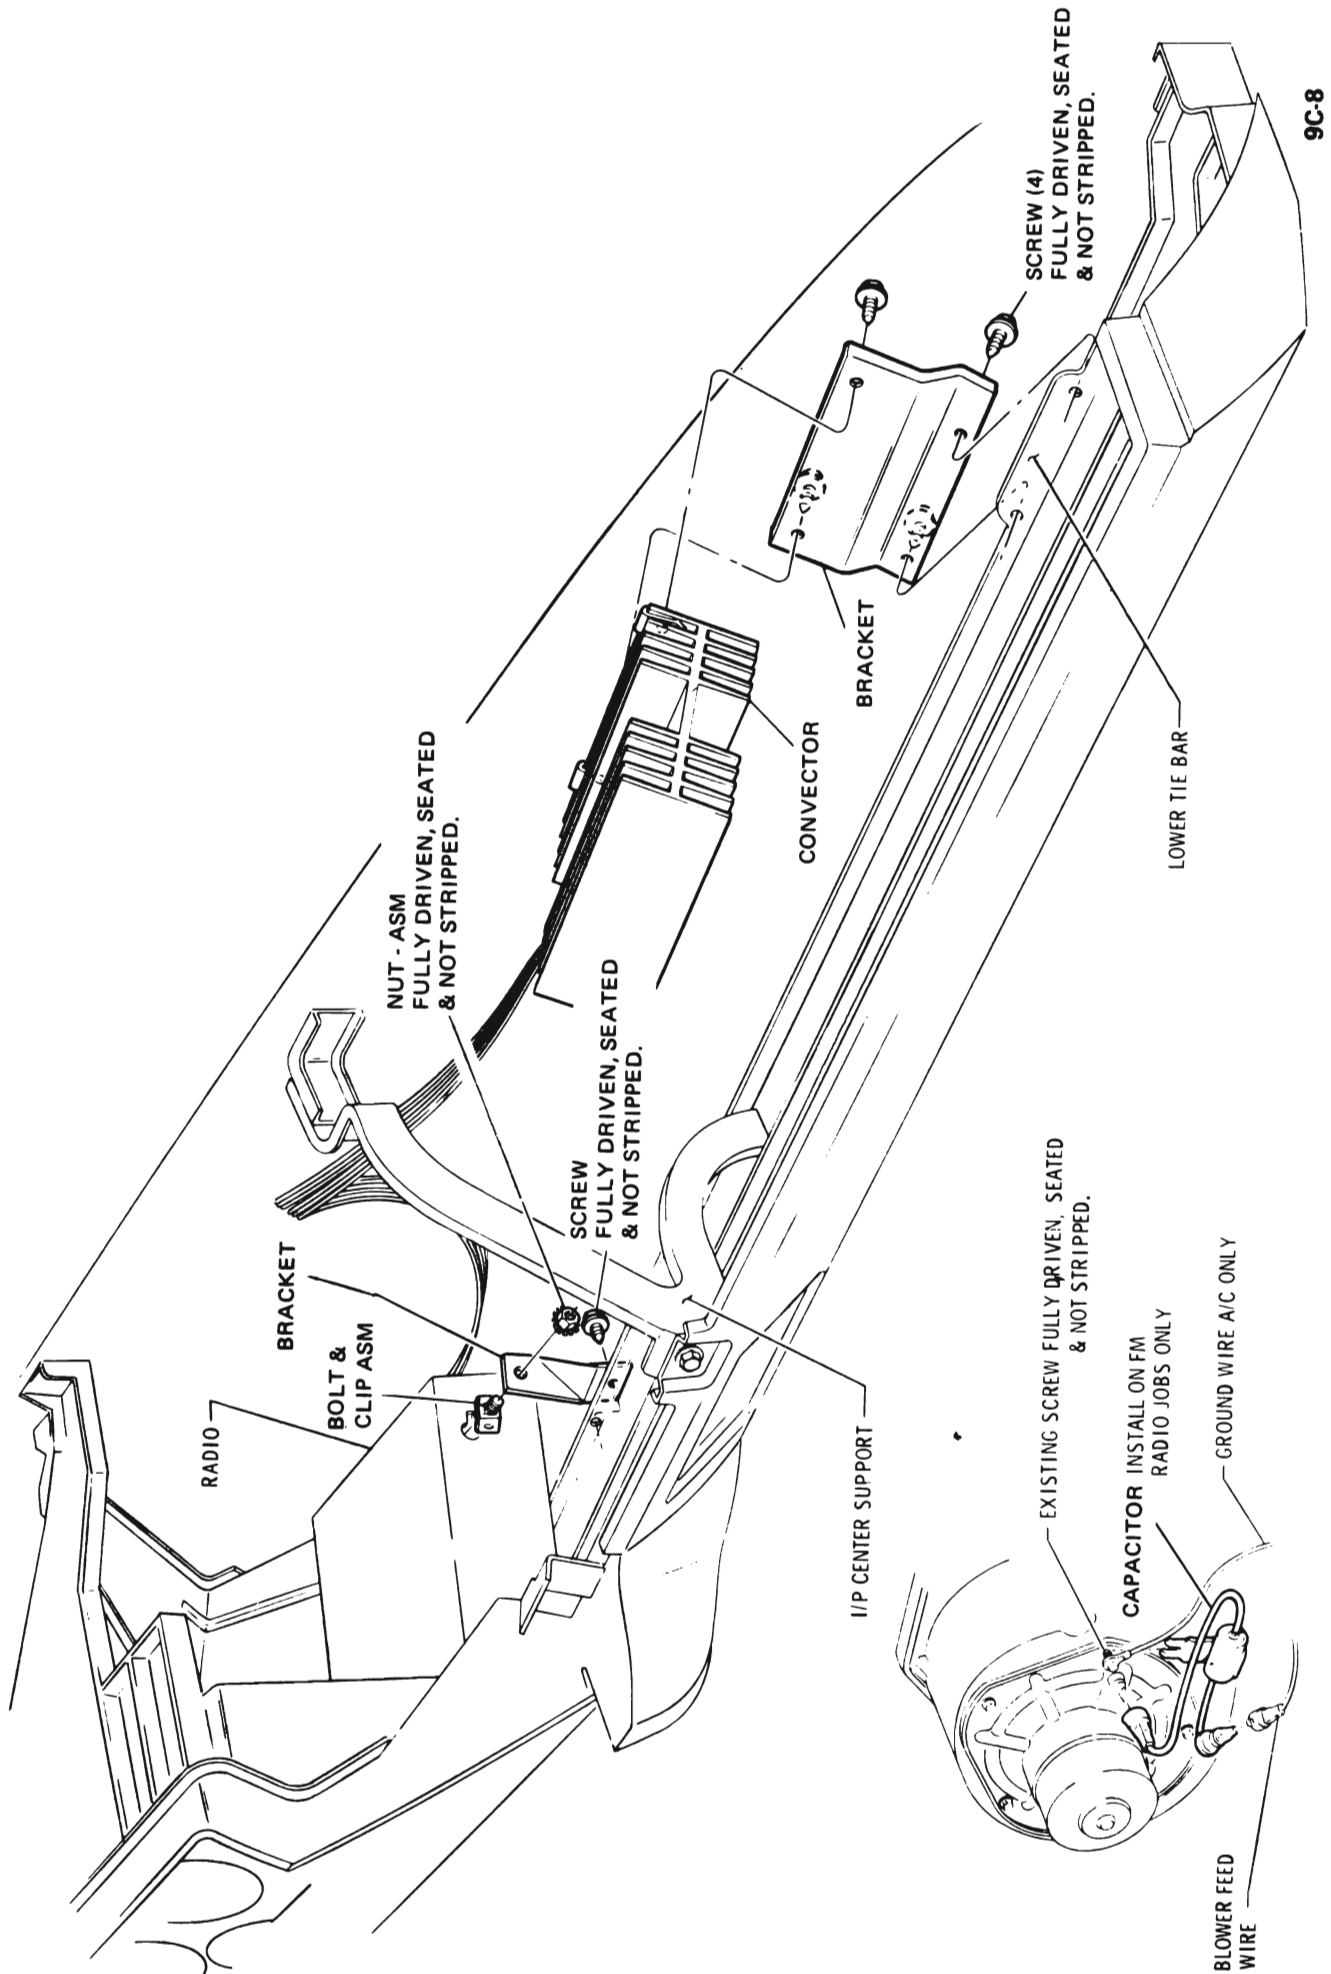 RADIO
BRACKET
BOLT &
CLIP ASM
NUT - ASM
FULLY DRIVEN, SEATED
& NOT STRIPPED.
SCREW
FULLY DRIVEN, SEATED
& NOT STRIPPED.
CONVECTOR
BRACKET
SCREW (4)
FULLY DRIVEN, SEATED
& NOT STRIPPED.
I/P CENTER SUPPORT
LOWER TIE BAR
EXISTING SCREW FULLY DRIVEN, SEATED
& NOT STRIPPED.
CAPACITOR INSTALL ON FM
RADIO JOBS ONLY
GROUND WIRE A/C ONLY
BLOWER FEED
WIRE
9C-8